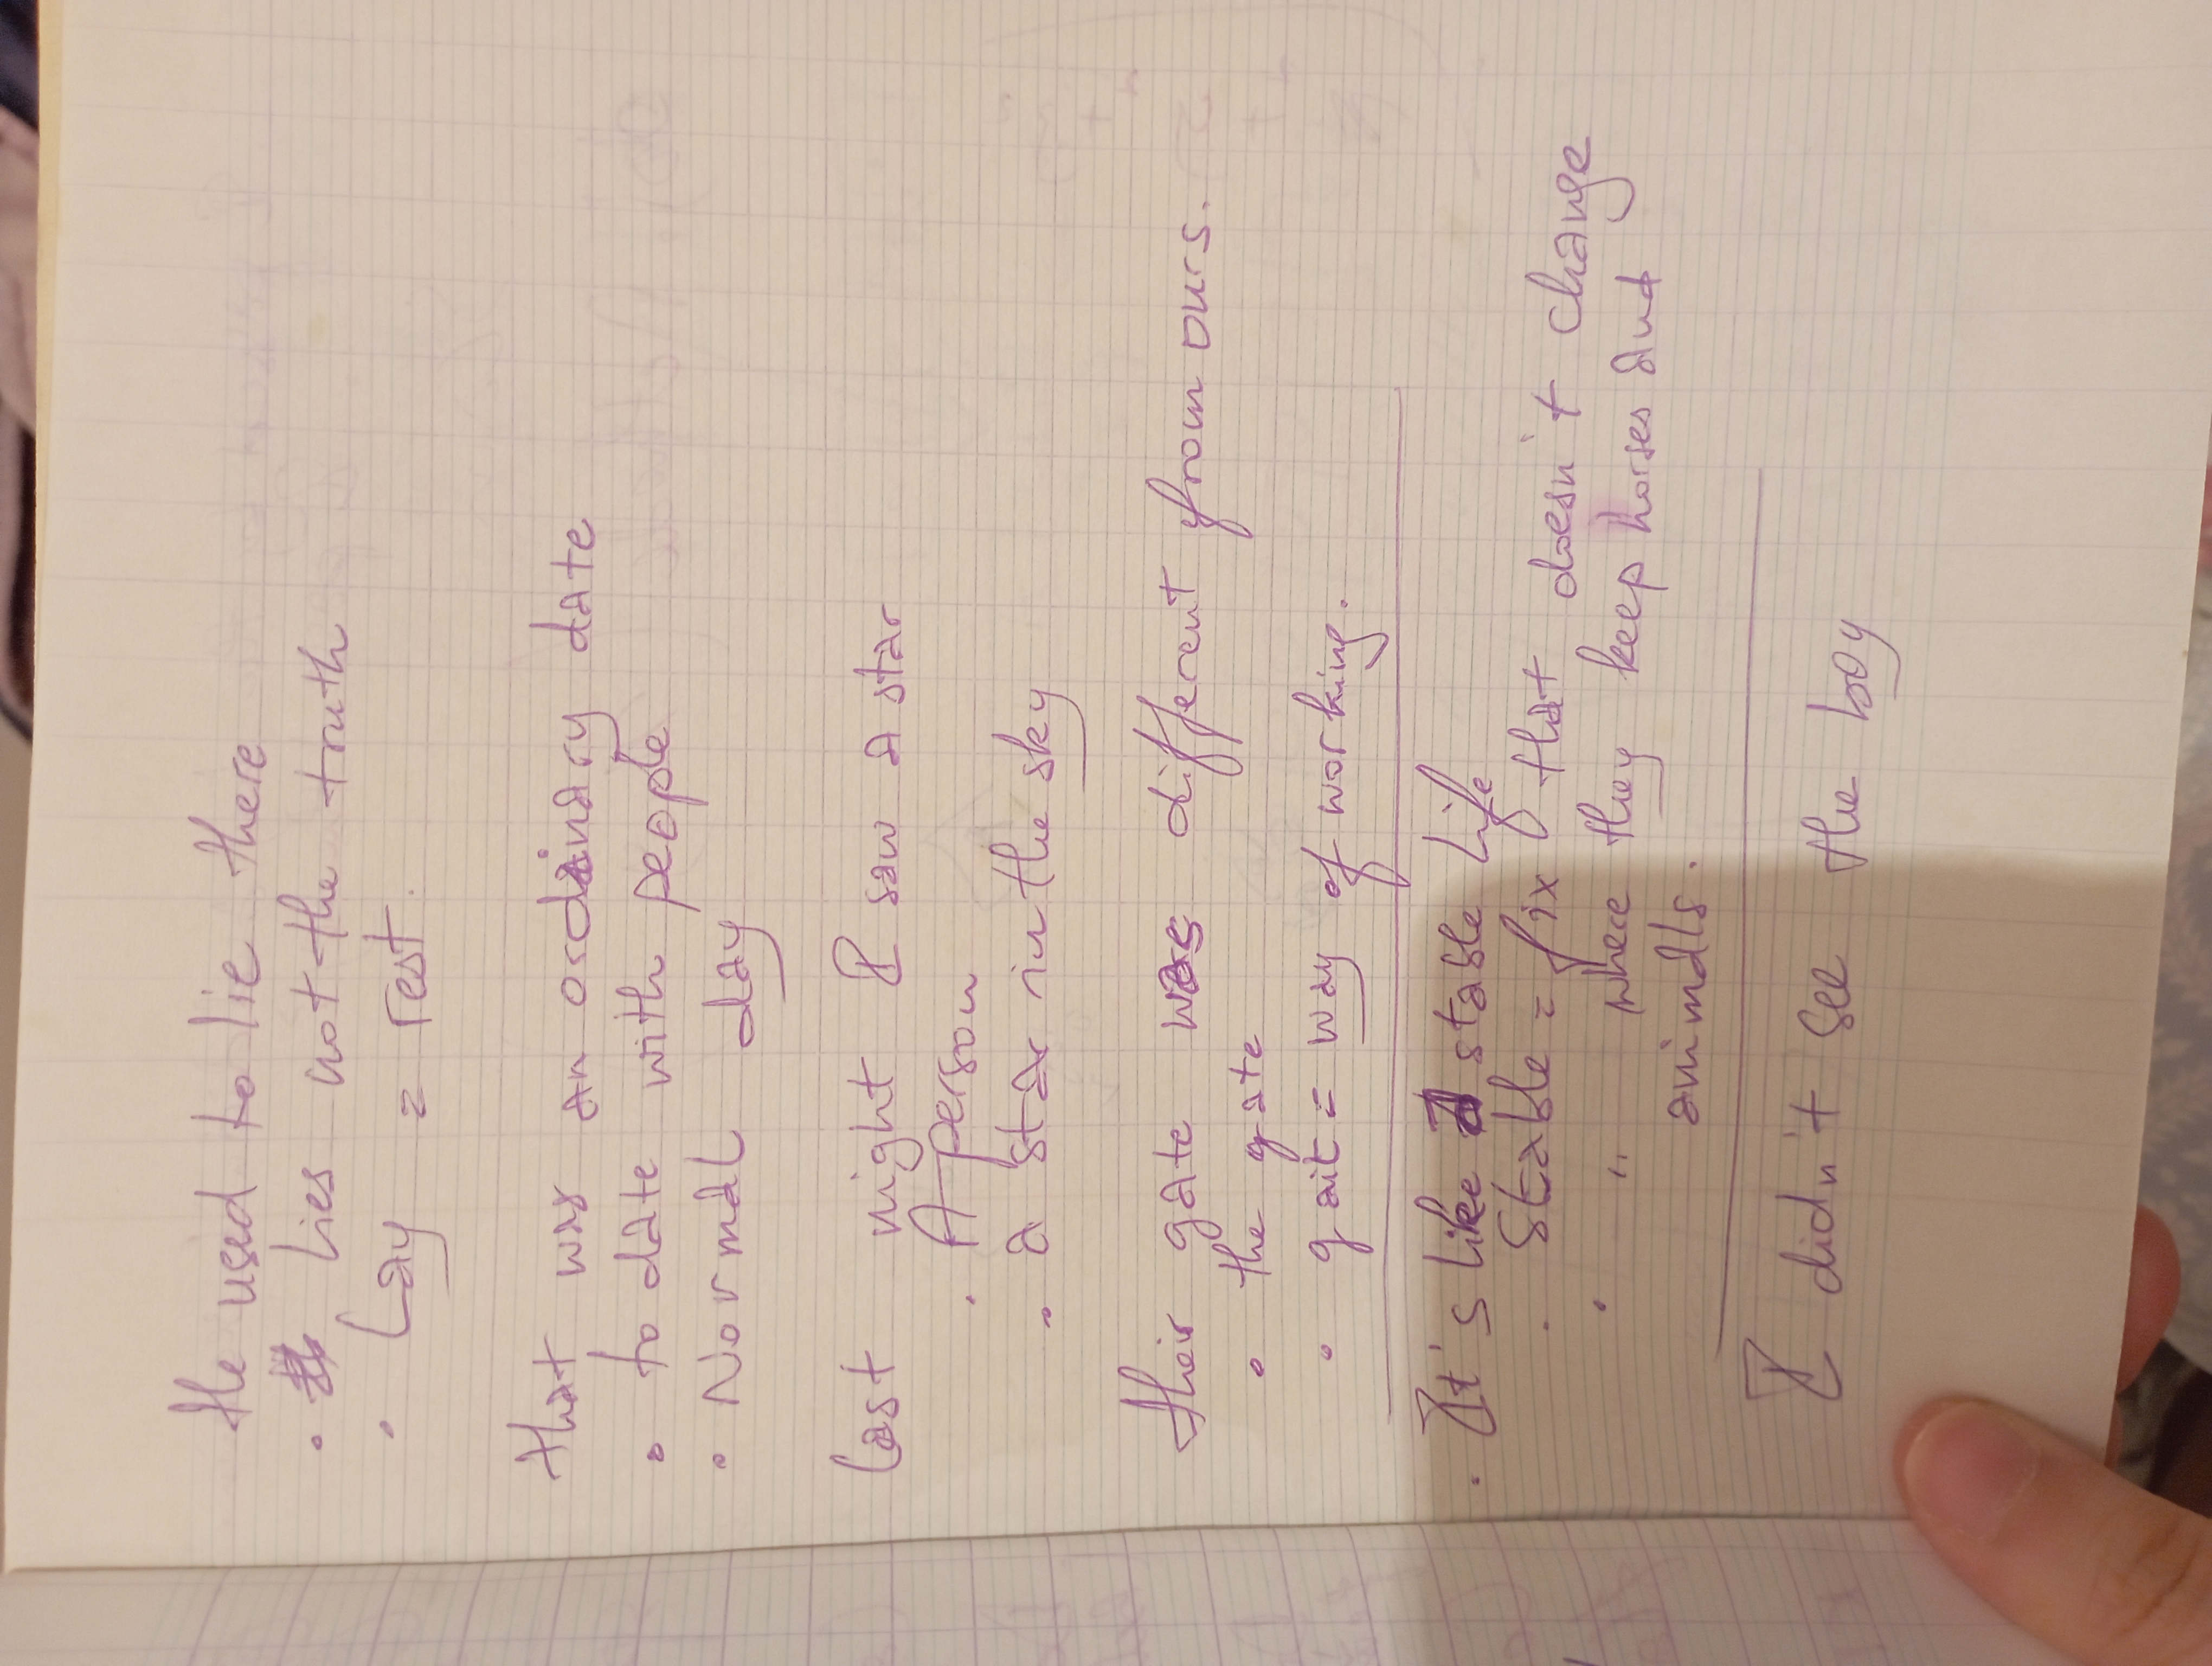 He used to lie there
• Lies not the truth
• Lay = rest.
that was an ordinary date
• to date with people
• Normal day
Last night I saw a star
• A person
• a star in the sky
their gate was different from ours.
• the gate
• gait = way of working.
• It's like a stable life
• Stable = fix that doesn't change
• " where they keep horses and
animals.
I didn't see the boy